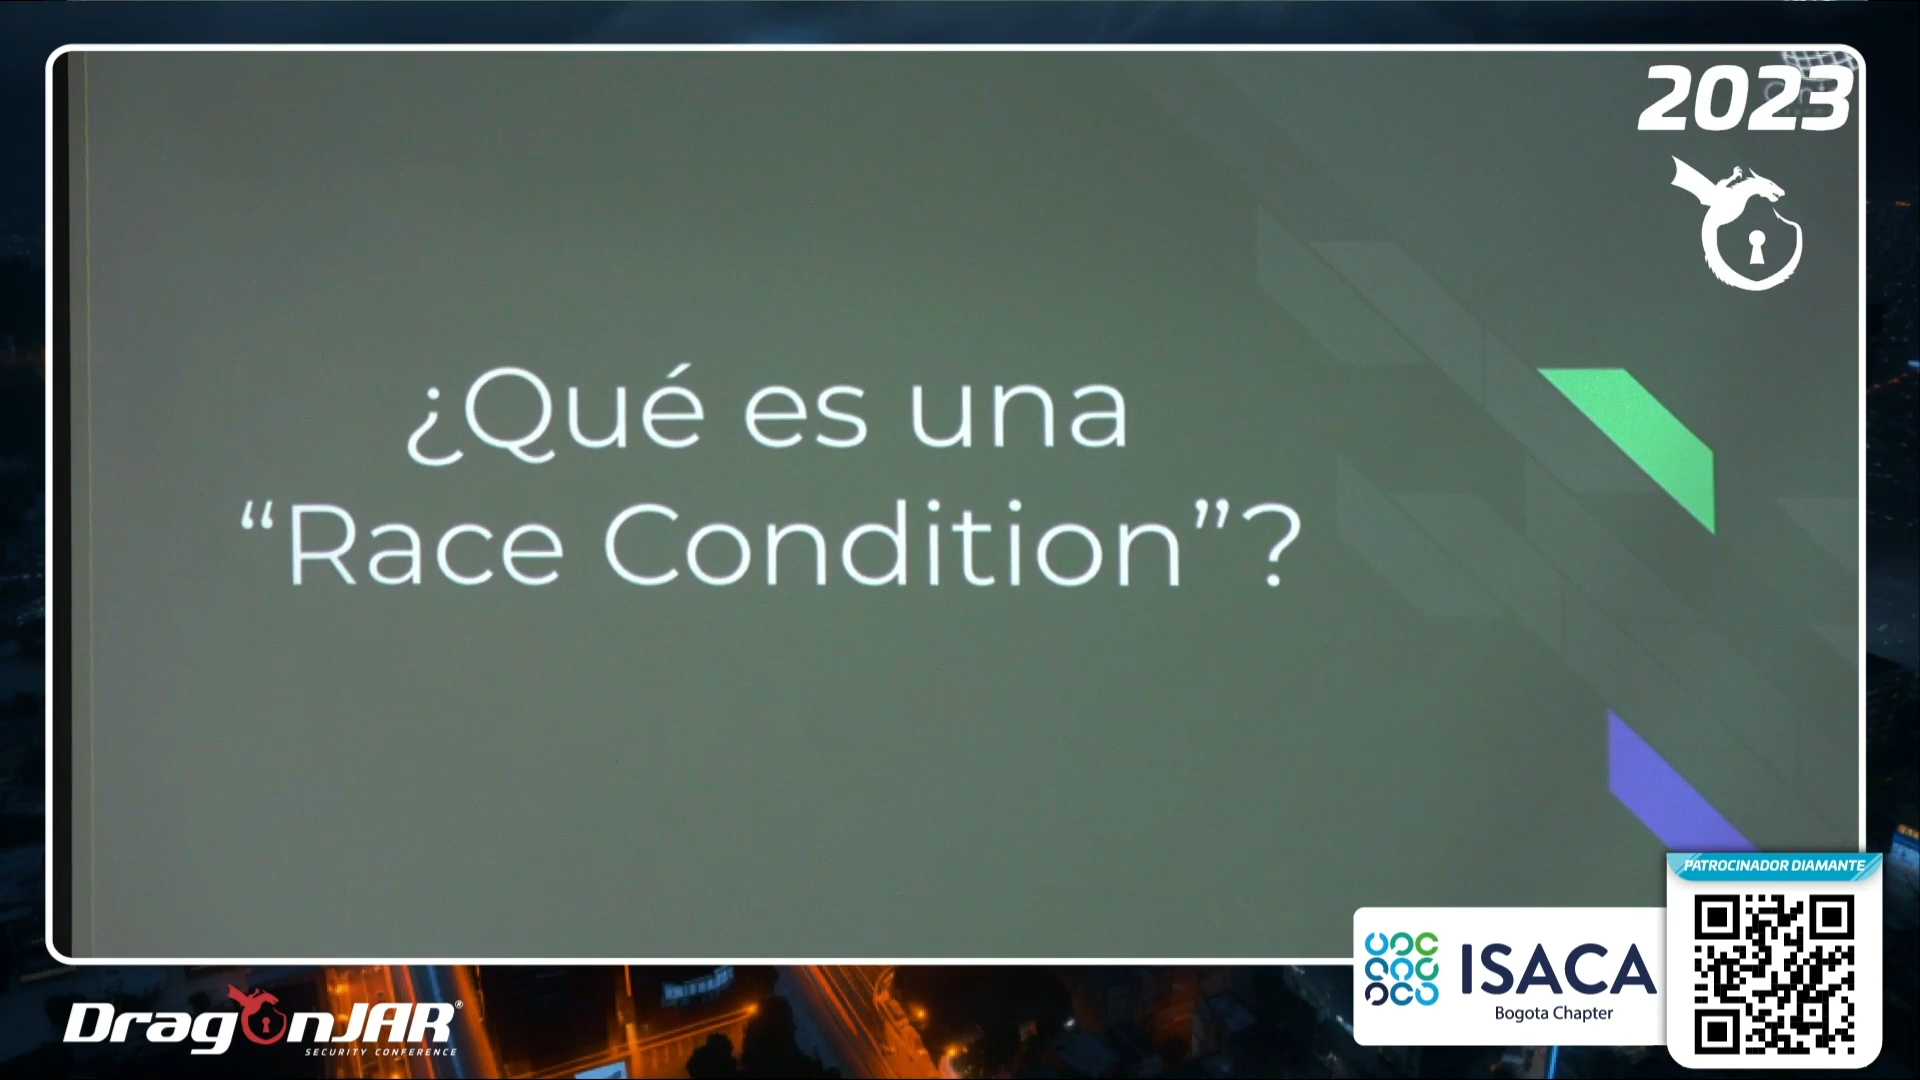 2023
¿Qué es una
“Race Condition”?
PATROCINADOR DIAMANTE
ISACA
Bogota Chapter
DragonJAR®
SECURITY CONFERENCE